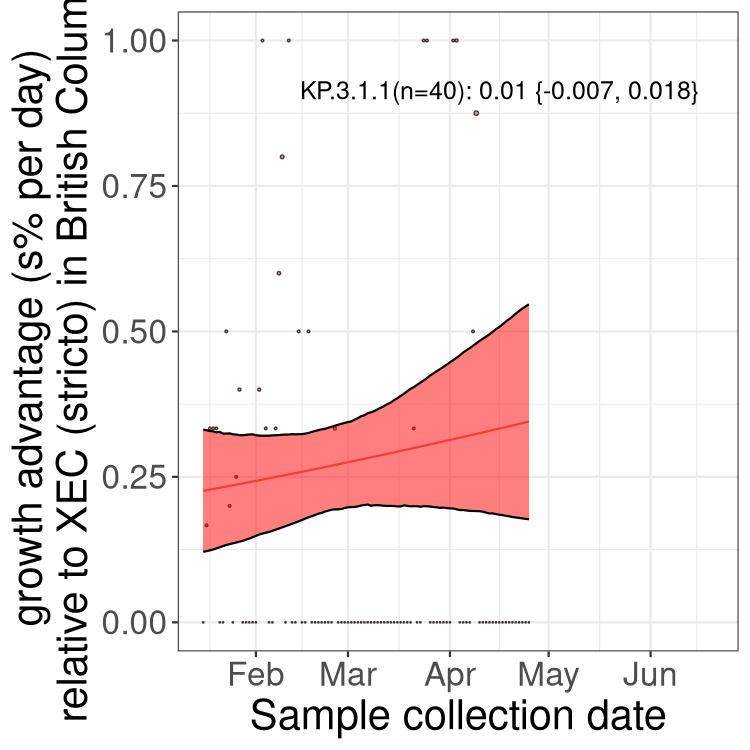 growth advantage (s% per day)
relative to XEC (stricto) in British Colum
1.00
0.75
0.50
0.25
0.00
KP.3.1.1(n=40): 0.01 {-0.007, 0.018}
Feb Mar Apr May Jun
Sample collection date